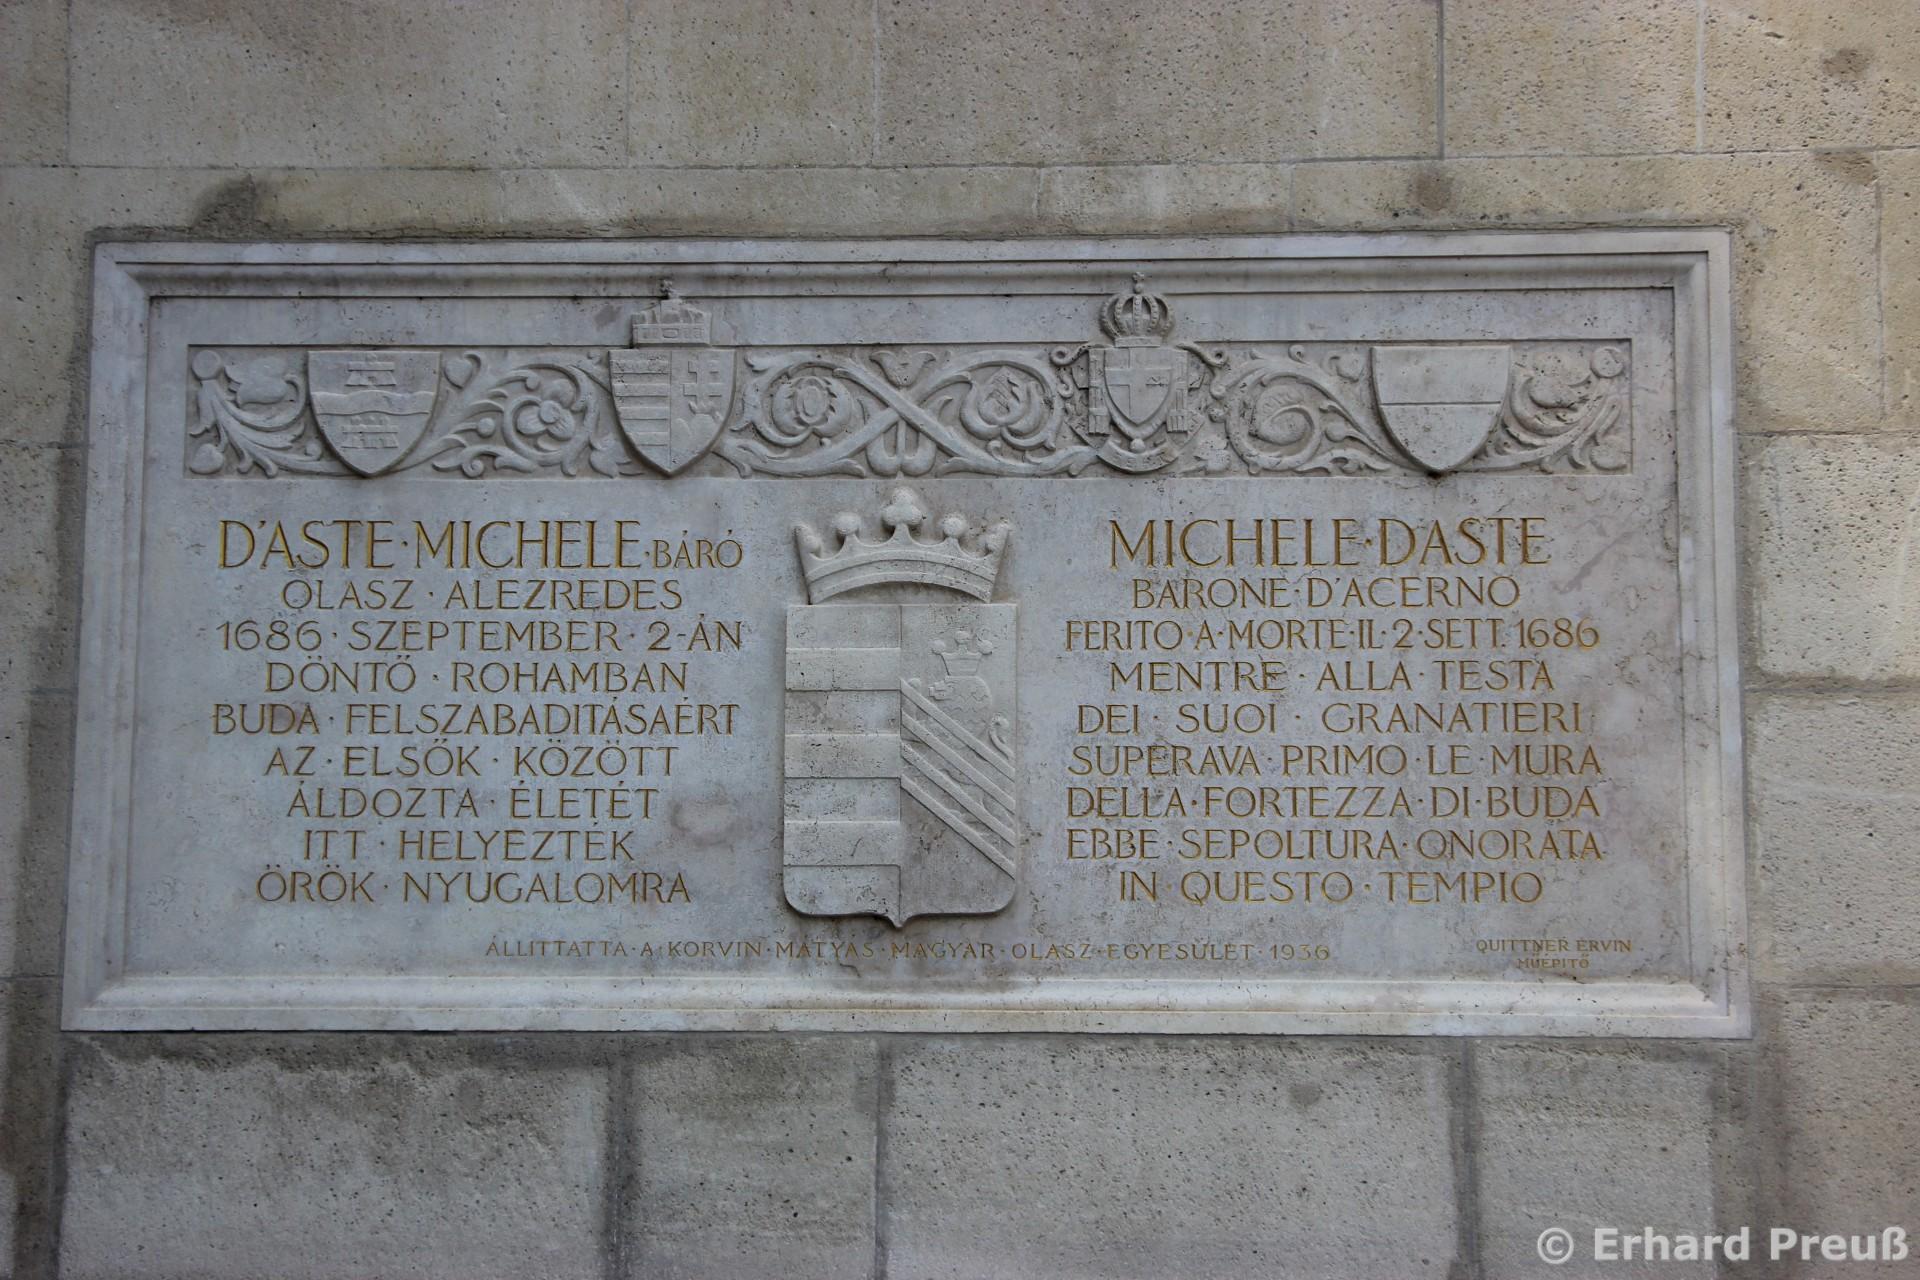 D'ASTE·MICHELE·BÁRÓ
OLASZ·ALEZREDES
1686·SZEPTEMBER·2-ÁN
DÖNTŐ·ROHAMBAN
BUDA·FELSZABADITÁSAÉRT
AZ·ELSŐK·KÖZÖTT
ÁLDOZTA·ÉLETÉT
ITT·HELYEZTÉK
ÖRÖK·NYUGALOMRA
MICHELE·D'ASTE
BARONE·D'ACERNO
FERITO·A·MORTE·IL·2·SETT.1686
MENTRE·ALLA·TESTA
DEI·SUOI·GRANATIERI
SUPERAVA·PRIMO·LE·MURA
DELLA·FORTEZZA·DI·BUDA
EBBE·SEPOLTURA·ONORATA
IN·QUESTO·TEMPIO
ÁLLITTATTA·A·KORVIN·MÁTYÁS·MAGYAR·OLASZ·EGYESÜLET·1936
QUITTNER ERVIN
MŰÉPITŐ
© Erhard Preuß